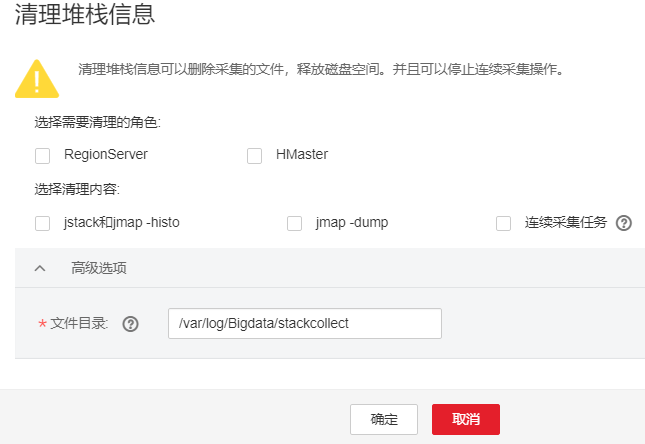 清理堆栈信息
清理堆栈信息可以删除采集的文件，释放磁盘空间。并且可以停止连续采集操作。
选择需要清理的角色:
RegionServer HMaster
选择清理内容:
jstack和jmap -histo jmap -dump 连续采集任务 ?
高级选项
* 文件目录: ? /var/log/Bigdata/stackcollect
确定 取消